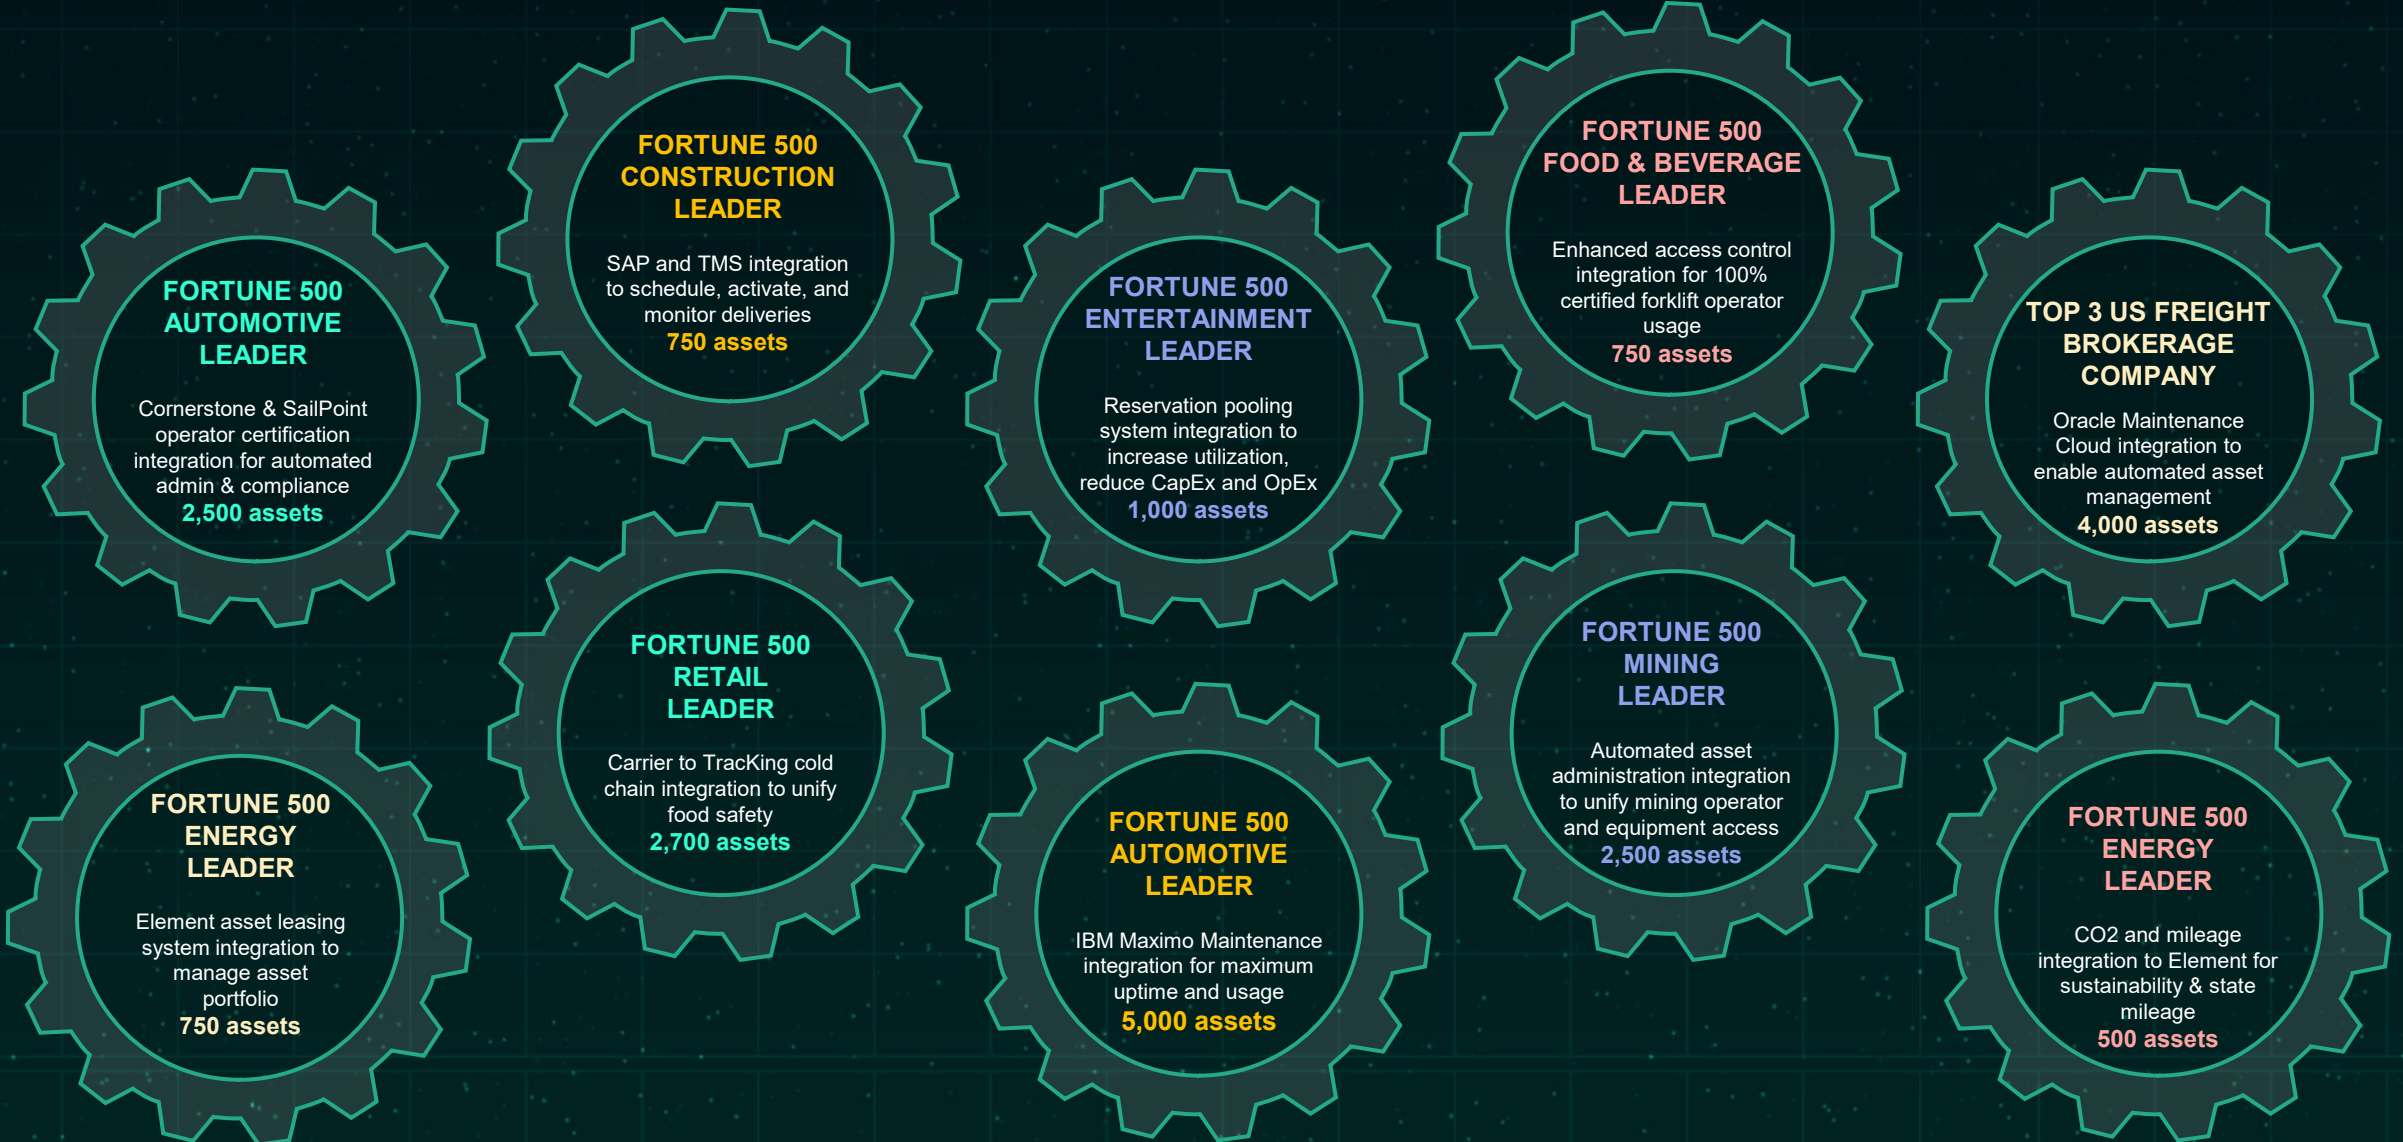 FORTUNE 500
AUTOMOTIVE
LEADER
Cornerstone & SailPoint
operator certification
integration for automated
admin & compliance
2,500 assets
FORTUNE 500
CONSTRUCTION
LEADER
SAP and TMS integration
to schedule, activate, and
monitor deliveries
750 assets
FORTUNE 500
ENTERTAINMENT
LEADER
Reservation pooling
system integration to
increase utilization,
reduce CapEx and OpEx
1,000 assets
FORTUNE 500
FOOD & BEVERAGE
LEADER
Enhanced access control
integration for 100%
certified forklift operator
usage
750 assets
TOP 3 US FREIGHT
BROKERAGE
COMPANY
Oracle Maintenance
Cloud integration to
enable automated asset
management
4,000 assets
FORTUNE 500
ENERGY
LEADER
Element asset leasing
system integration to
manage asset
portfolio
750 assets
FORTUNE 500
RETAIL
LEADER
Carrier to TracKing cold
chain integration to unify
food safety
2,700 assets
FORTUNE 500
AUTOMOTIVE
LEADER
IBM Maximo Maintenance
integration for maximum
uptime and usage
5,000 assets
FORTUNE 500
MINING
LEADER
Automated asset
administration integration
to unify mining operator
and equipment access
2,500 assets
FORTUNE 500
ENERGY
LEADER
CO2 and mileage
integration to Element for
sustainability & state
mileage
500 assets